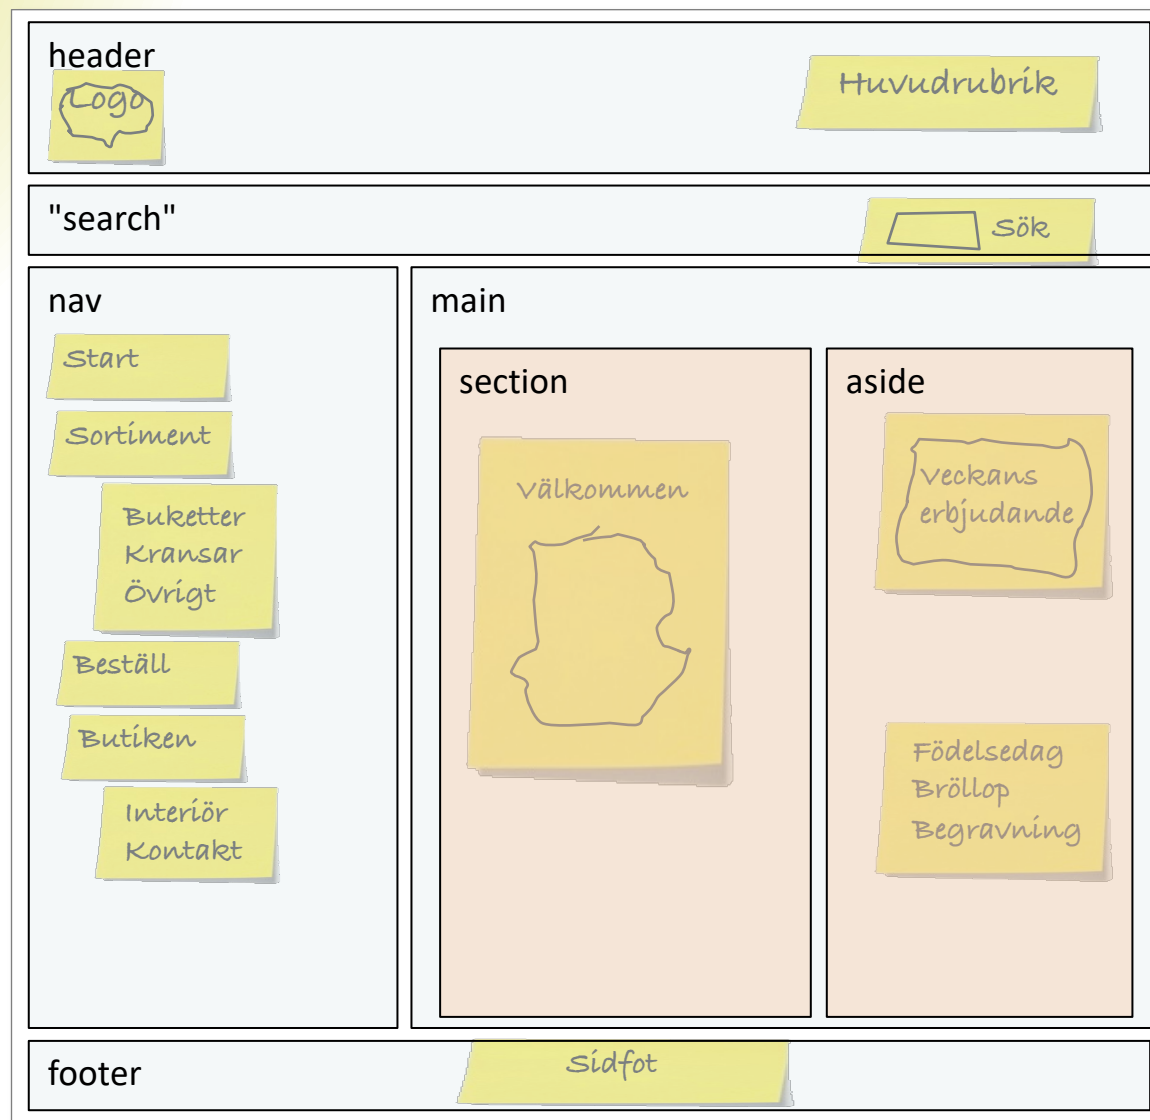 header
Logo
Huvudrubrik
"search"
Sök
nav
Start
Sortiment
Buketter
Kransar
Övrigt
Beställ
Butiken
Interiör
Kontakt
main
section
Välkommen
aside
Veckans
erbjudande
Födelsedag
Bröllop
Begravning
footer
Sidfot